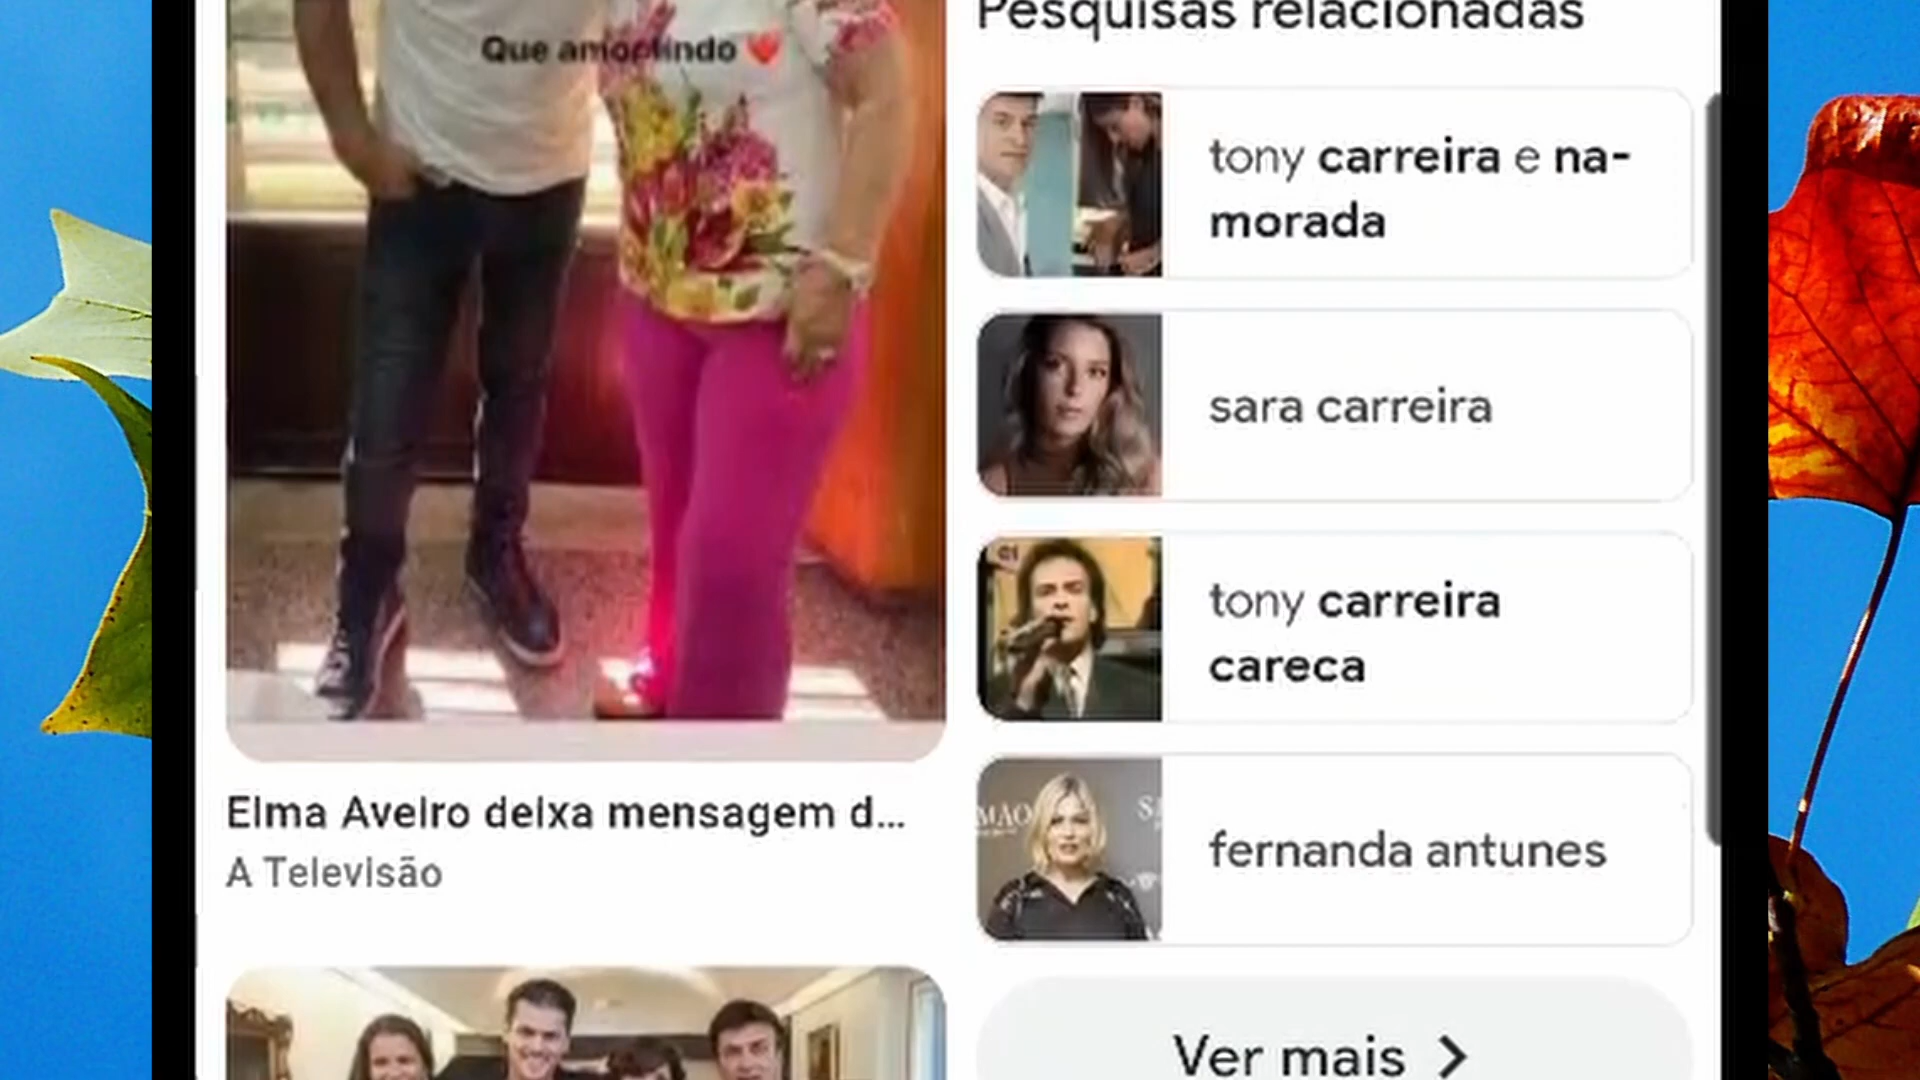 Pesquisas relacionadas
Que amor lindo ❤️
tony carreira e na-
morada
sara carreira
tony carreira
careca
fernanda antunes
Elma Aveiro deixa mensagem d...
A Televisão
Ver mais >